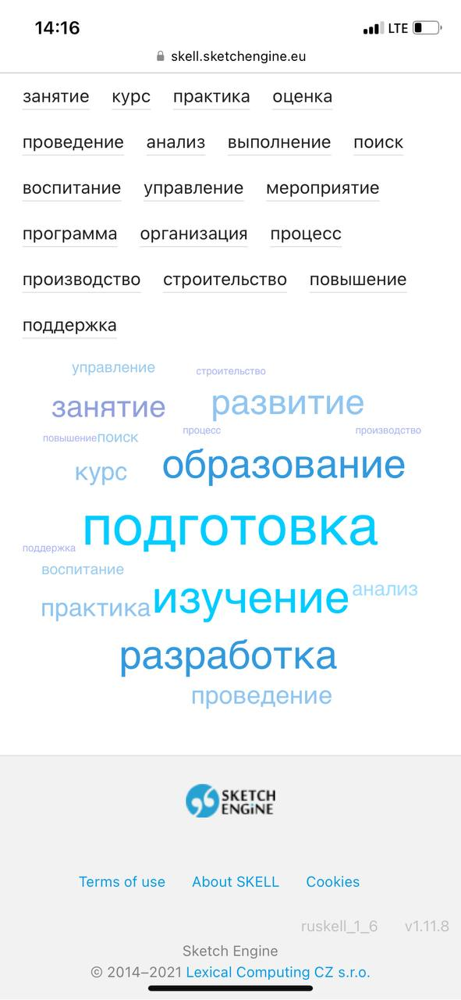 14:16 LTE
skell.sketchengine.eu
занятие курс практика оценка
проведение анализ выполнение поиск
воспитание управление мероприятие
программа организация процесс
производство строительство повышение
поддержка
управление строительство
занятие развитие
процесс производство
повышение поиск
курс образование
подготовка
поддержка
воспитание
практика изучение анализ
разработка
проведение
SKETCH
ENGINE
Terms of use About SKELL Cookies
ruskell_1_6 v1.11.8
Sketch Engine
© 2014–2021 Lexical Computing CZ s.r.o.